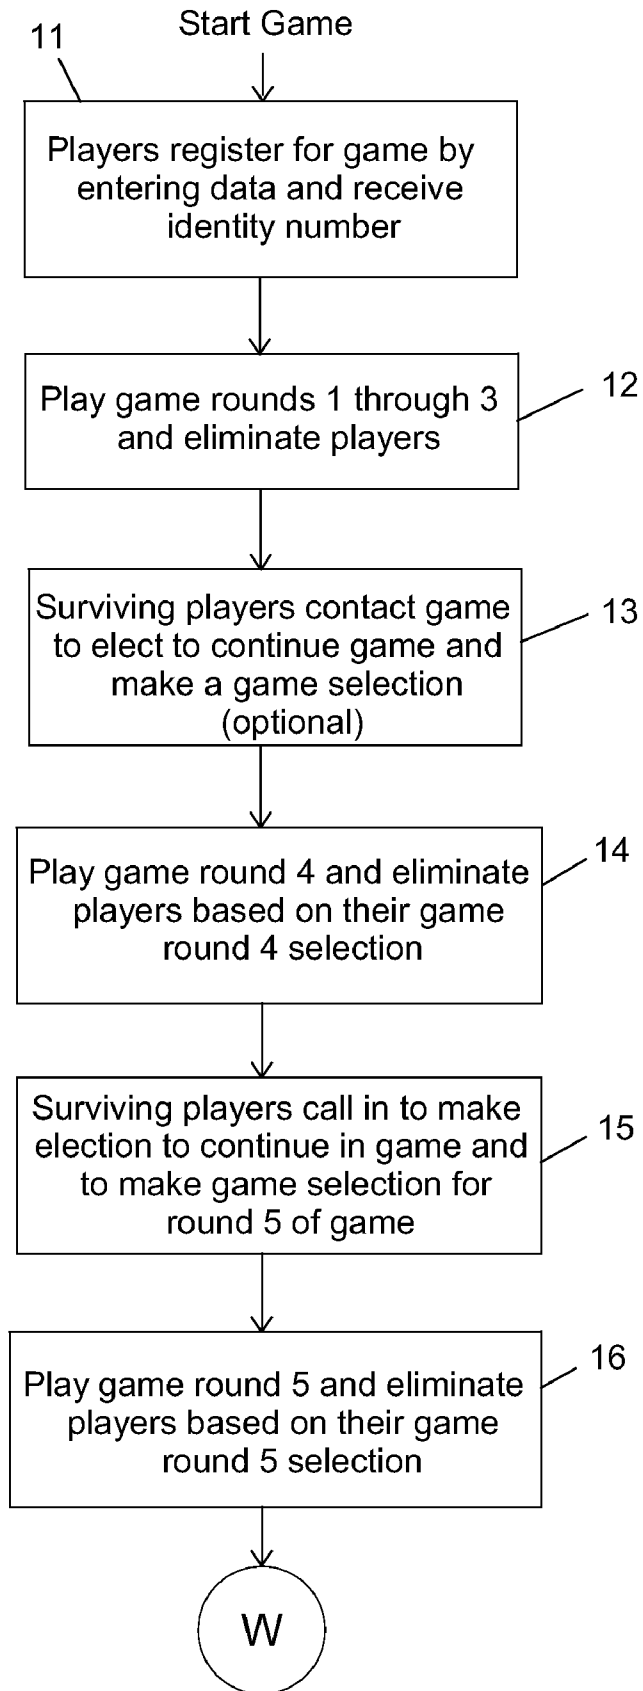 Start Game
11
Players register for game by
entering data and receive
identity number
Play game rounds 1 through 3
and eliminate players
12
Surviving players contact game
to elect to continue game and
make a game selection
(optional)
13
Play game round 4 and eliminate
players based on their game
round 4 selection
14
Surviving players call in to make
election to continue in game and
to make game selection for
round 5 of game
15
Play game round 5 and eliminate
players based on their game
round 5 selection
16
W